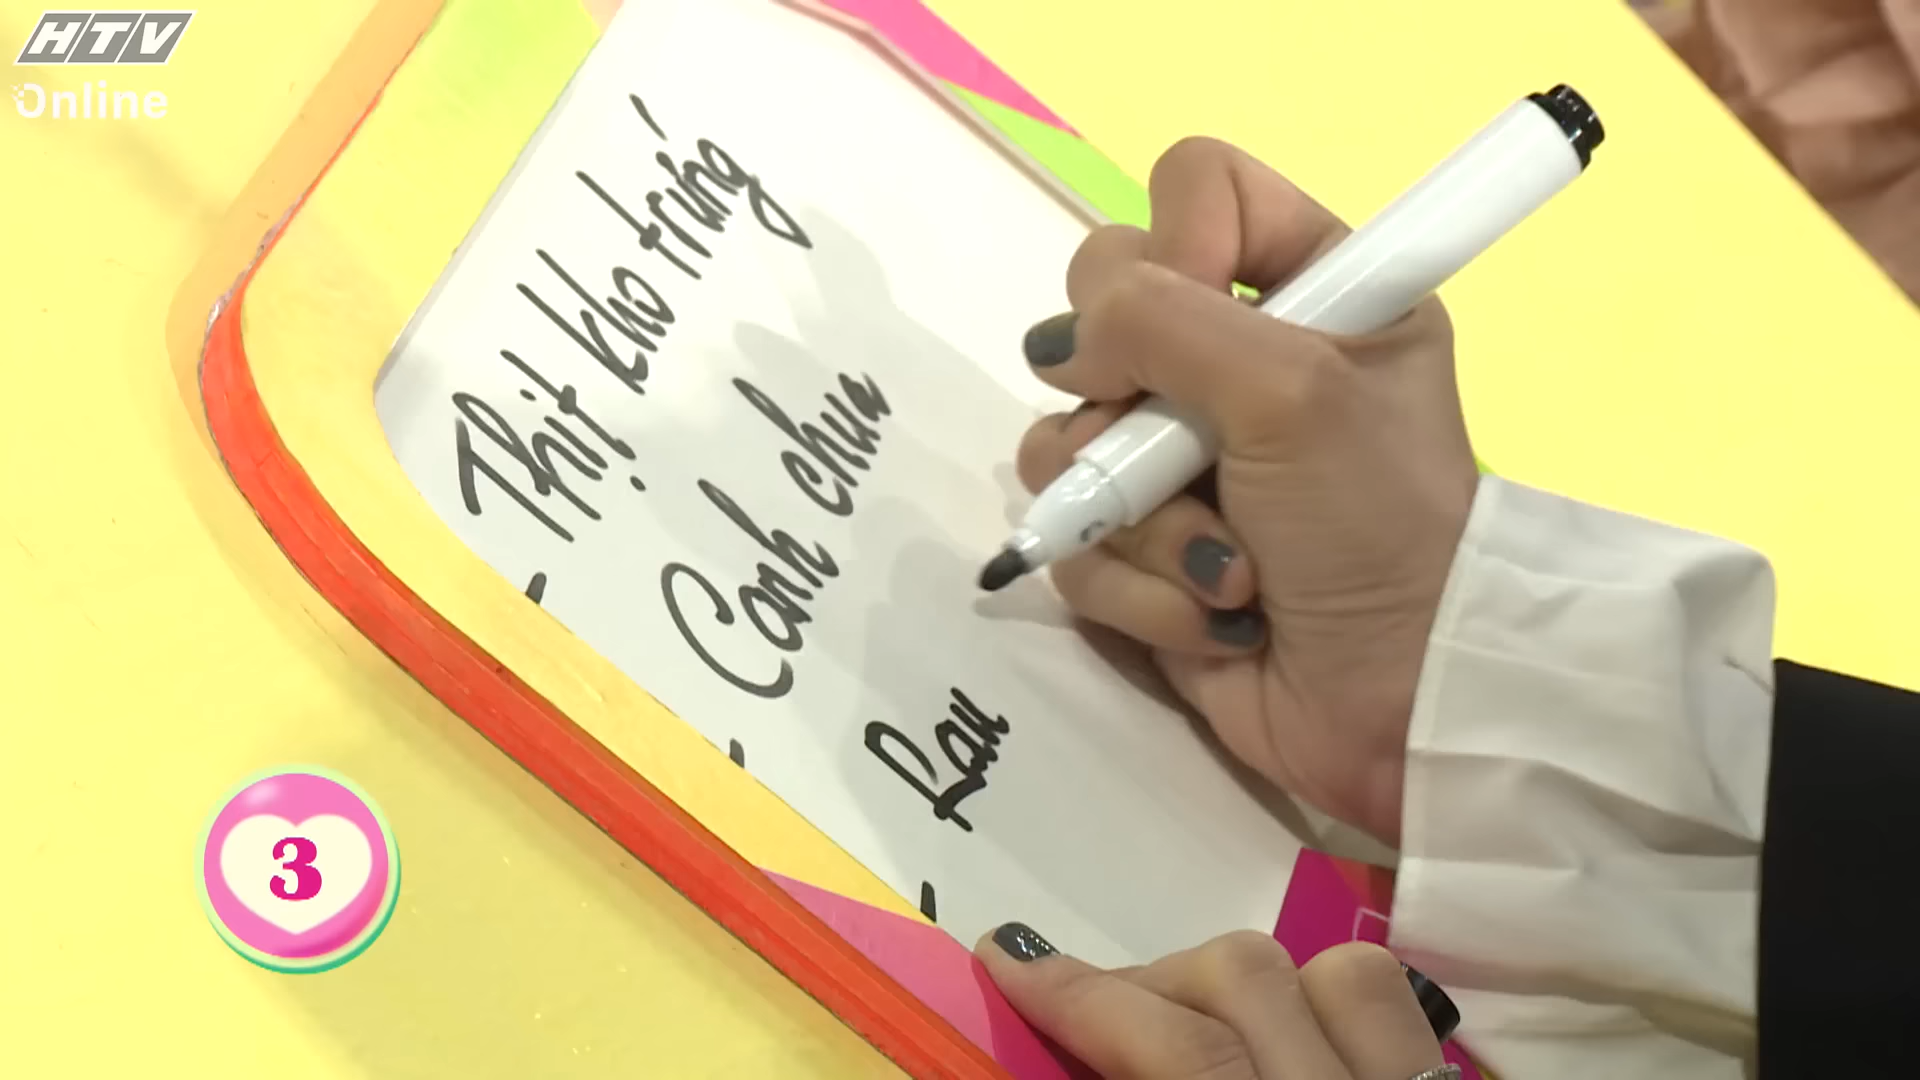 HTV
Online
- Thịt kho trứng
- Canh chua
- Rau
3